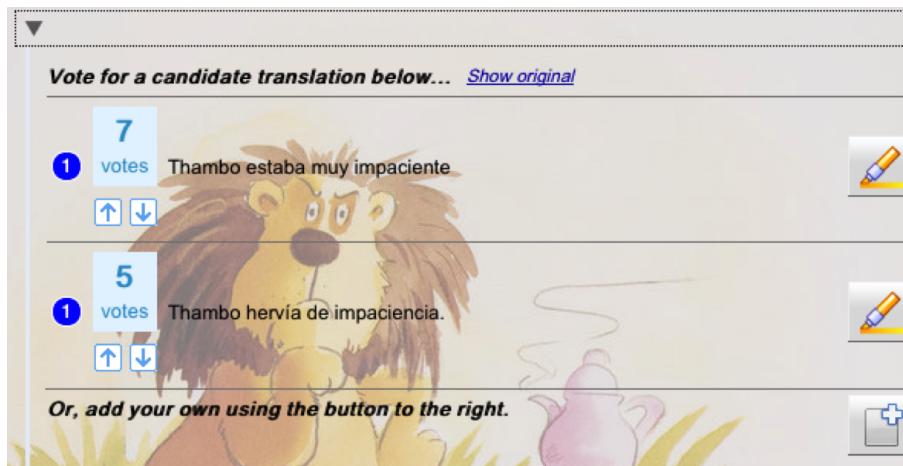 Vote for a candidate translation below... Show original
7
votes
1
Thambo estaba muy impaciente
5
votes
1
Thambo hervía de impaciencia.
Or, add your own using the button to the right.